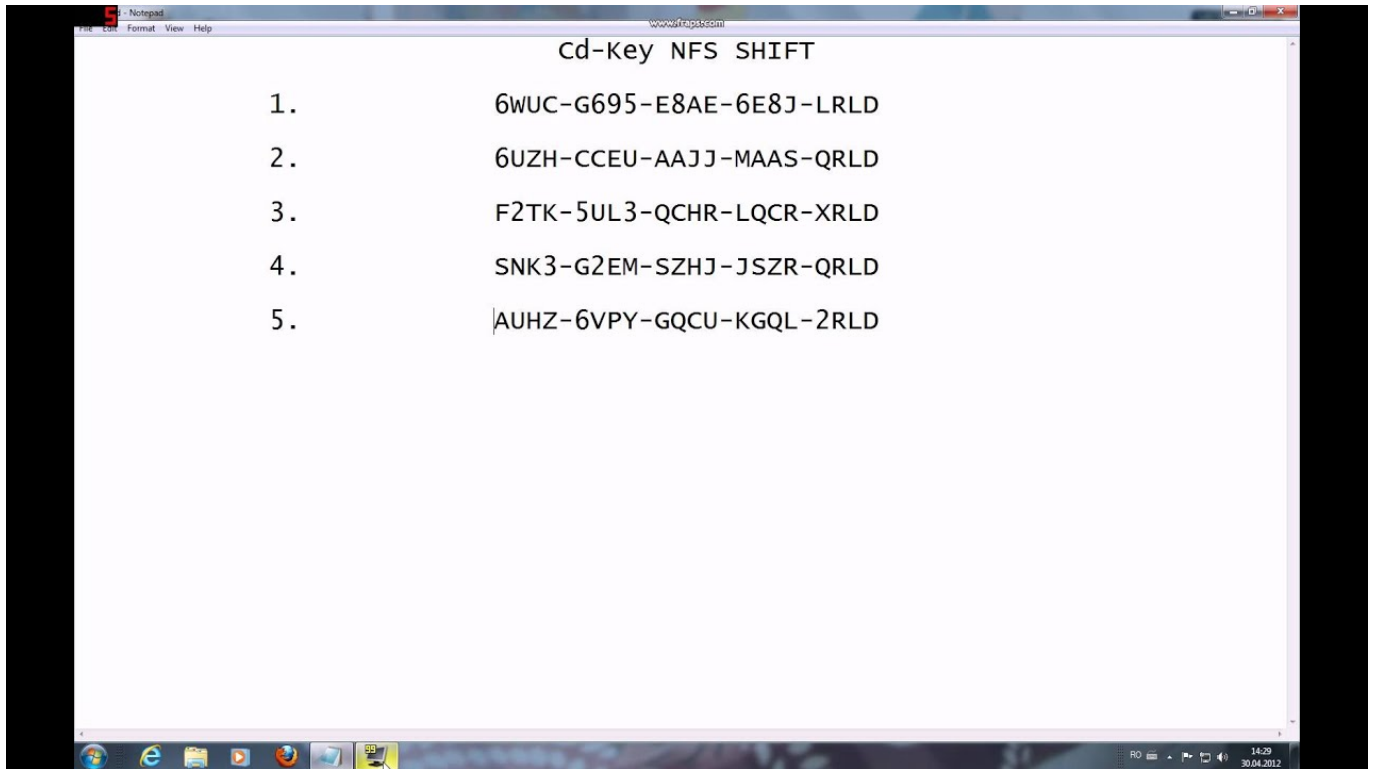 - Notepad
5
www.fraps.com
File Edit Format View Help
Cd-Key NFS SHIFT
1. 6WUC-G695-E8AE-6E8J-LRLD
2. 6UZH-CCEU-AAJJ-MAAS-QRLD
3. F2TK-5UL3-QCHR-LQCR-XRLD
4. SNK3-G2EM-SZHJ-JSZR-QRLD
5. AUHZ-6VPY-GQCU-KGQL-2RLD
99
RO
14:29
30.04.2012